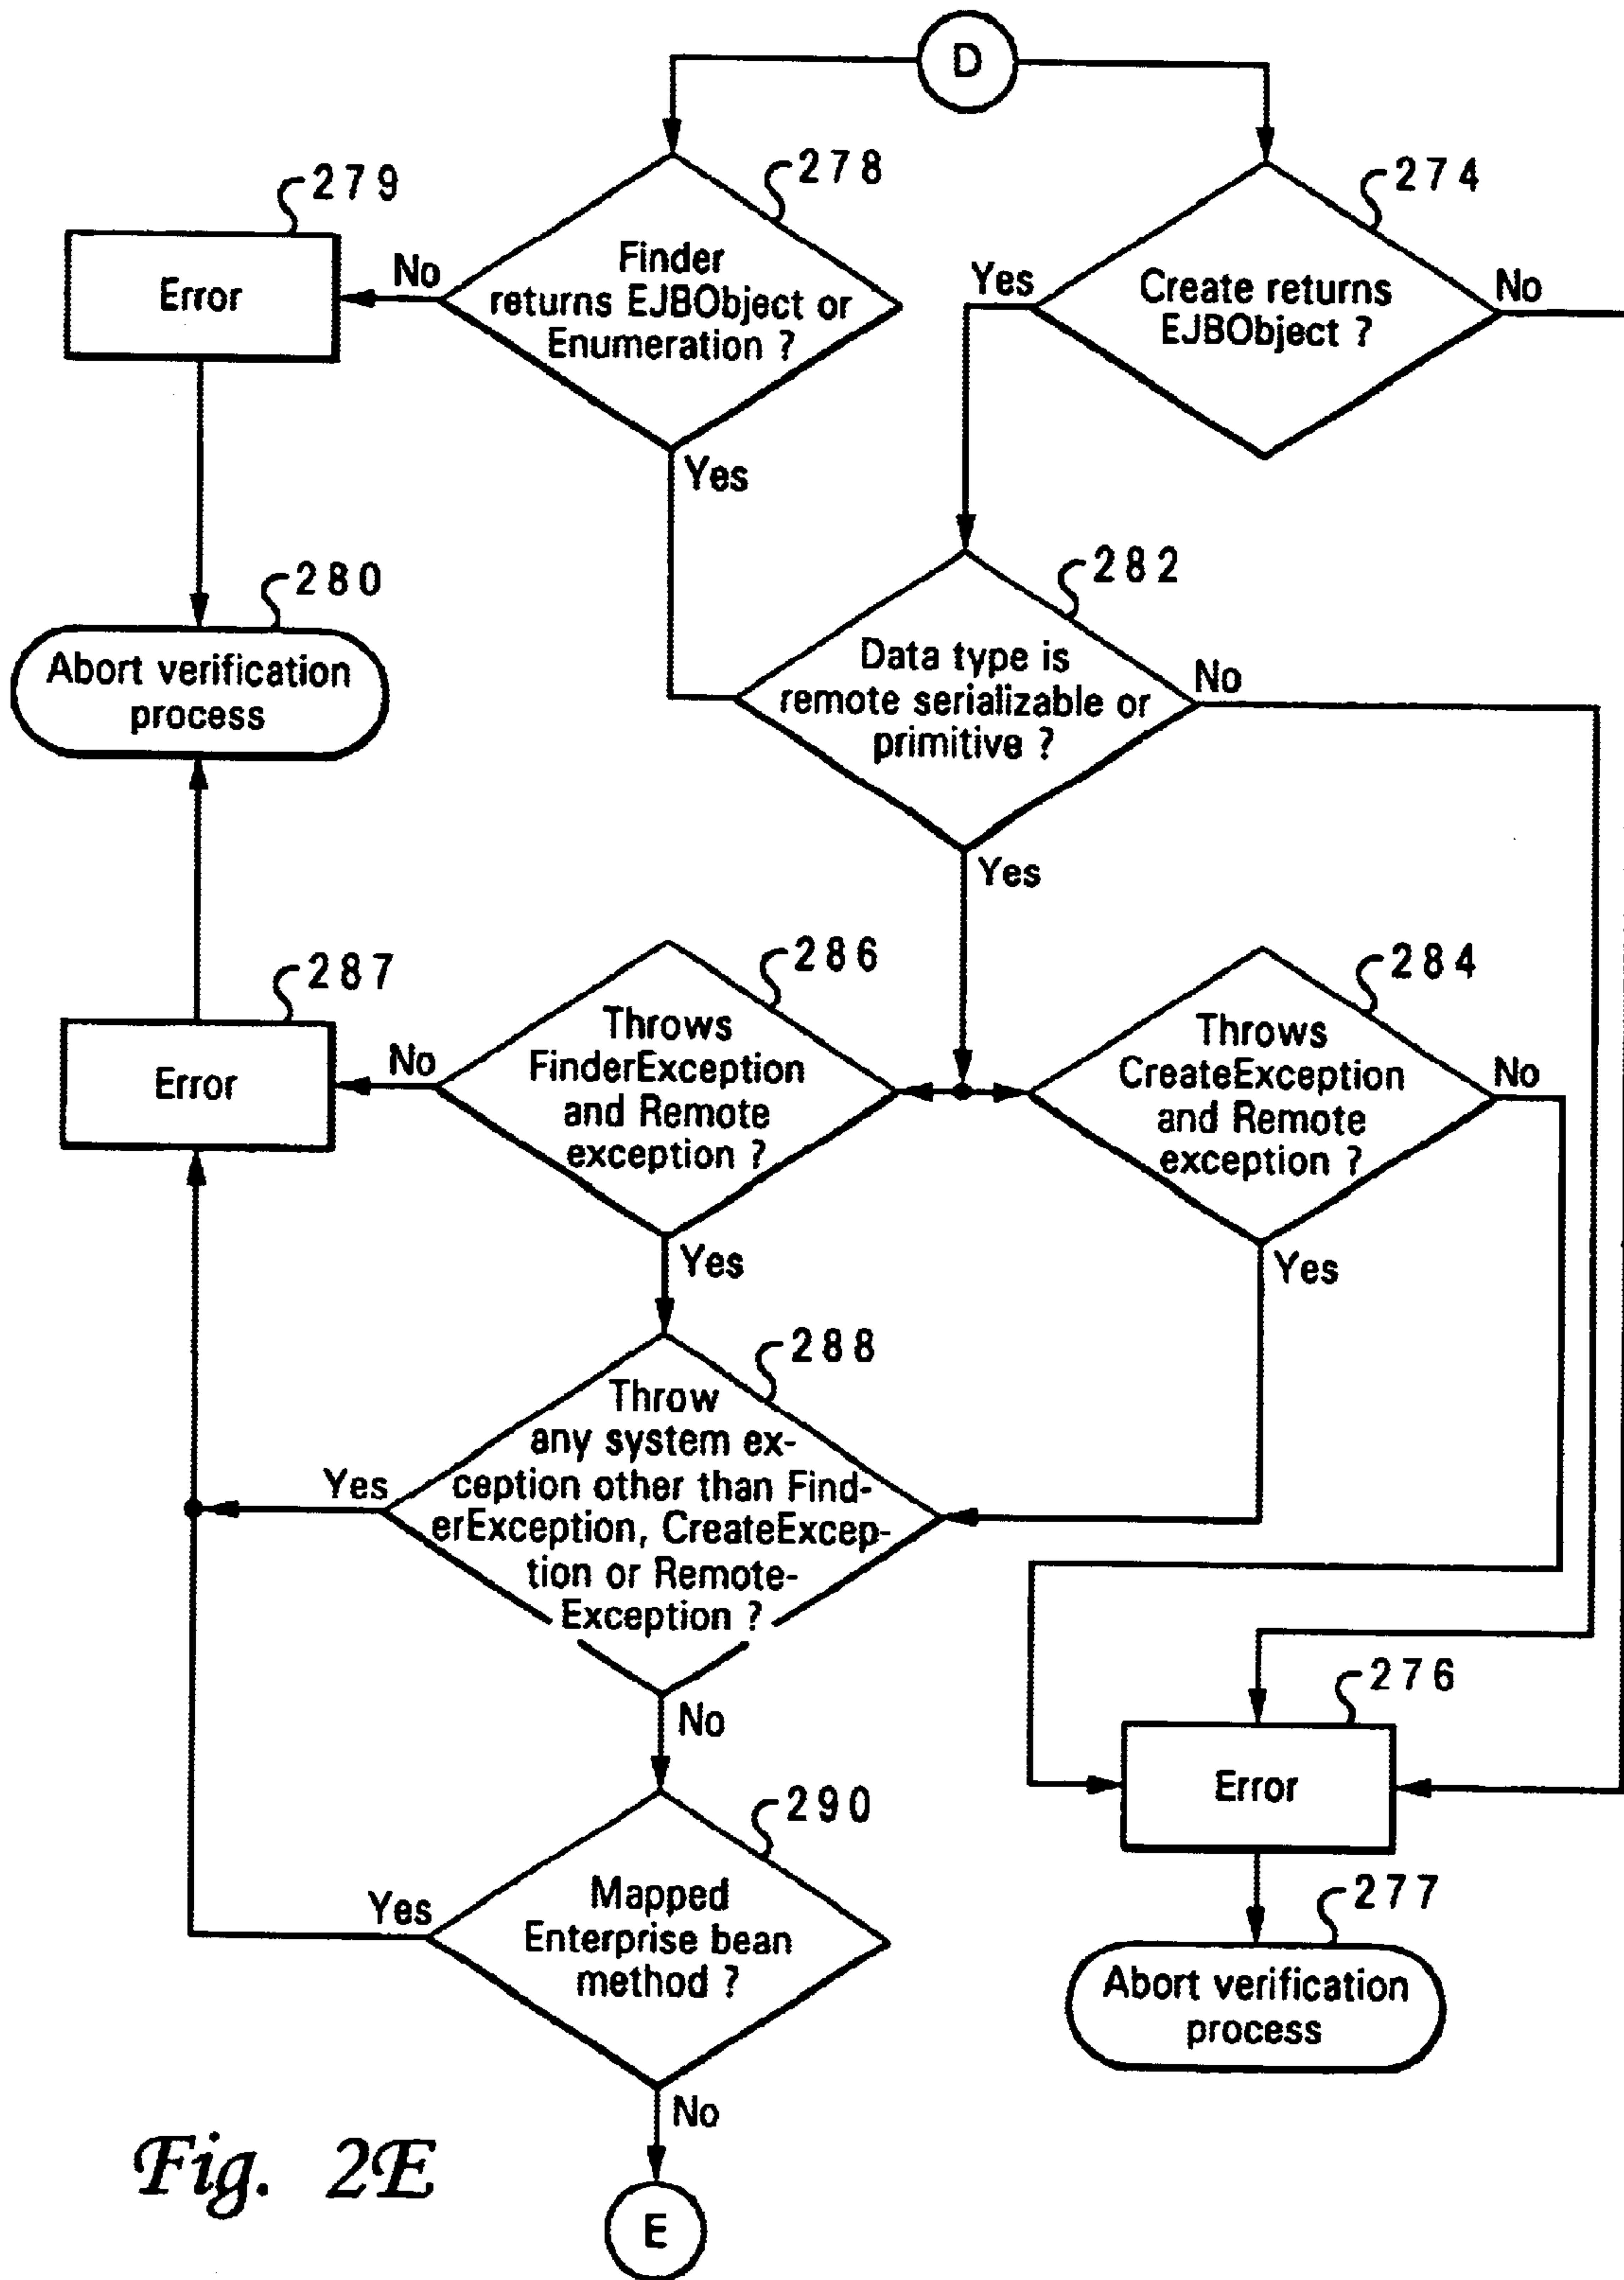 D
278
274
279
Finder
returns EJBObject or
Enumeration ?
No
Error
Yes
Create returns
EJBObject ?
No
Yes
280
282
Abort verification
process
Data type is
remote serializable or
primitive ?
No
Yes
287
286
284
Error
No
Throws
FinderException
and Remote
exception ?
Throws
CreateException
and Remote
exception ?
No
Yes
Yes
288
Throw
any system ex-
ception other than Find-
erException, CreateExcep-
tion or Remote-
Exception ?
Yes
No
276
Error
290
Mapped
Enterprise bean
method ?
Yes
277
Abort verification
process
No
Fig. 2E
E